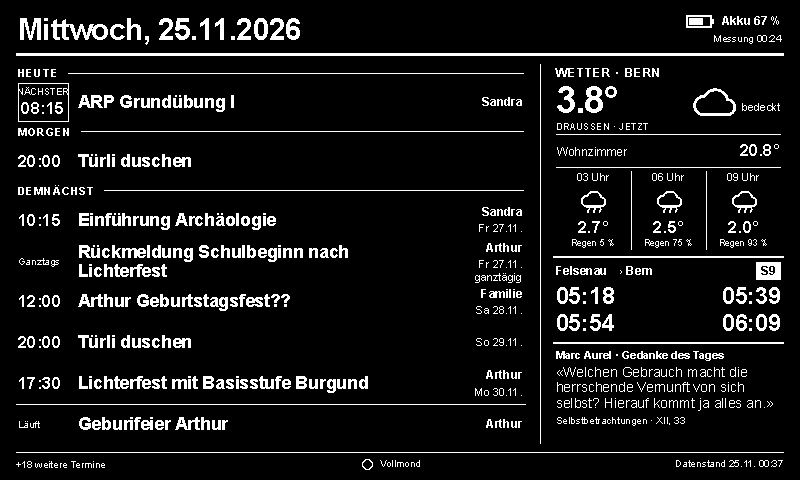 Mittwoch, 25.11.2026
Akku 67 %
Messung 00:24
HEUTE
NÄCHSTER
08:15 ARP Grundübung I Sandra
MORGEN
20:00 Türli duschen
DEMNÄCHST
10:15 Einführung Archäologie Sandra
Fr 27.11.
Ganztags Rückmeldung Schulbeginn nach Lichterfest Arthur
Fr 27.11.
ganztägig
12:00 Arthur Geburtstagsfest?? Familie
Sa 28.11.
20:00 Türli duschen So 29.11.
17:30 Lichterfest mit Basisstufe Burgund Arthur
Mo 30.11.
Läuft Geburifeier Arthur Arthur
WETTER · BERN
3.8° bedeckt
DRAUSSEN · JETZT
Wohnzimmer 20.8°
03 Uhr 06 Uhr 09 Uhr
2.7° 2.5° 2.0°
Regen 5 % Regen 75 % Regen 93 %
Felsenau › Bern S9
05:18 05:39
05:54 06:09
Marc Aurel · Gedanke des Tages
«Welchen Gebrauch macht die
herrschende Vernunft von sich
selbst? Hierauf kommt ja alles an.»
Selbstbetrachtungen · XII, 33
+18 weitere Termine Vollmond Datenstand 25.11. 00:37